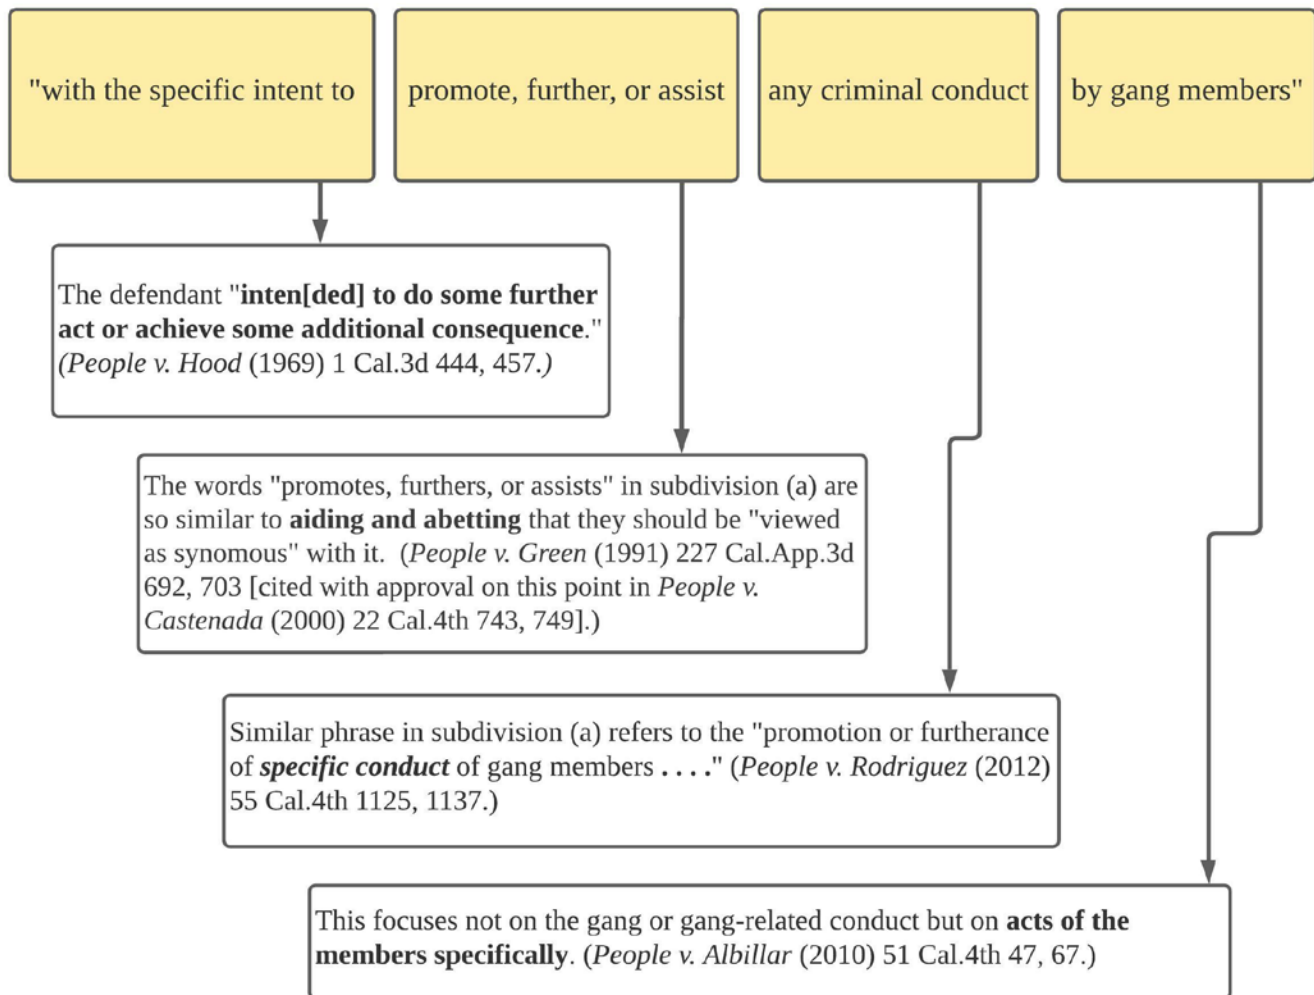 "with the specific intent to
promote, further, or assist
any criminal conduct
by gang members"
The defendant "inten[ded] to do some further
act or achieve some additional consequence."
(People v. Hood (1969) 1 Cal.3d 444, 457.)
The words "promotes, furthers, or assists" in subdivision (a) are
so similar to aiding and abetting that they should be "viewed
as synomous" with it. (People v. Green (1991) 227 Cal.App.3d
692, 703 [cited with approval on this point in People v.
Castenada (2000) 22 Cal.4th 743, 749].)
Similar phrase in subdivision (a) refers to the "promotion or furtherance
of specific conduct of gang members . . . ." (People v. Rodriguez (2012)
55 Cal.4th 1125, 1137.)
This focuses not on the gang or gang-related conduct but on acts of the
members specifically. (People v. Albillar (2010) 51 Cal.4th 47, 67.)